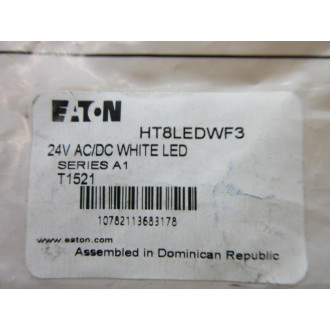 EATON
HT8LEDWF3
24V AC/DC WHITE LED
SERIES A1
T1521
10782113683178
www.eaton.com
Assembled in Dominican Republic